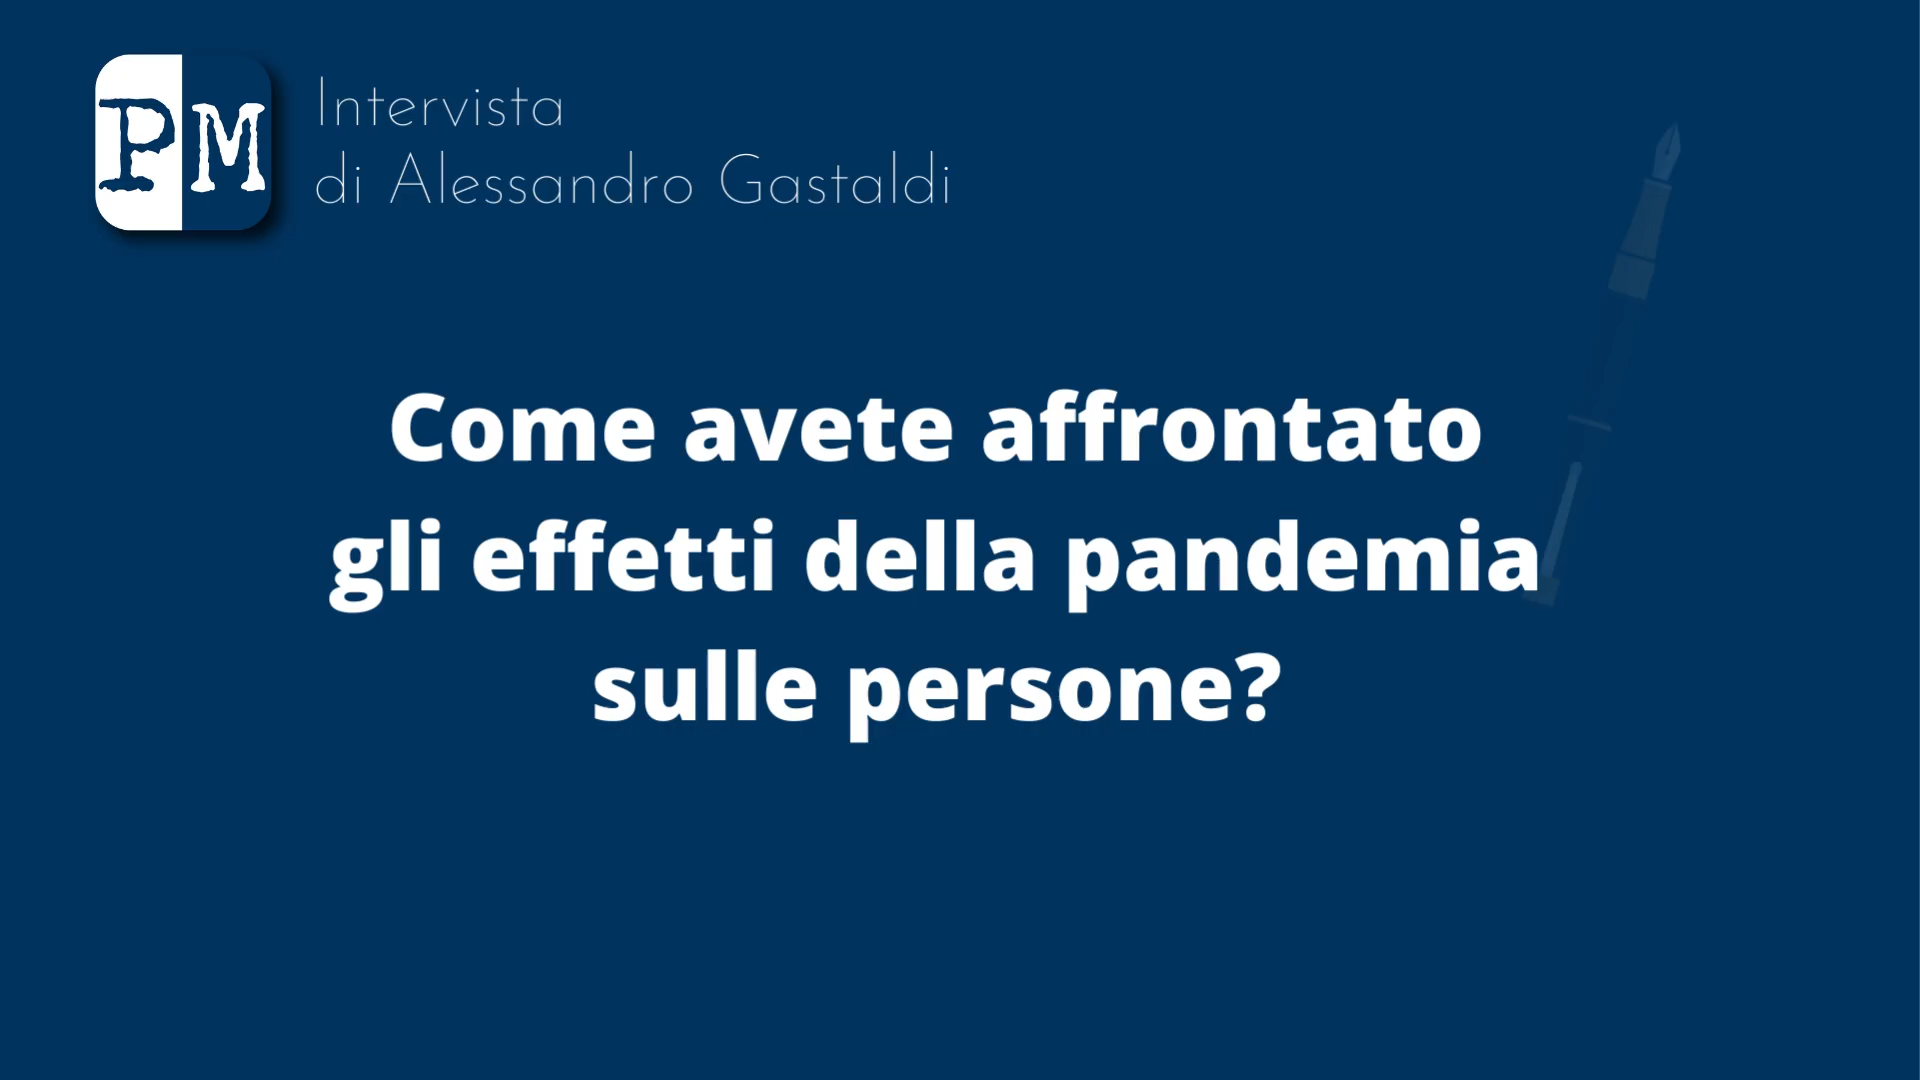 PM
Intervista
di Alessandro Gastaldi
Come avete affrontato
gli effetti della pandemia
sulle persone?